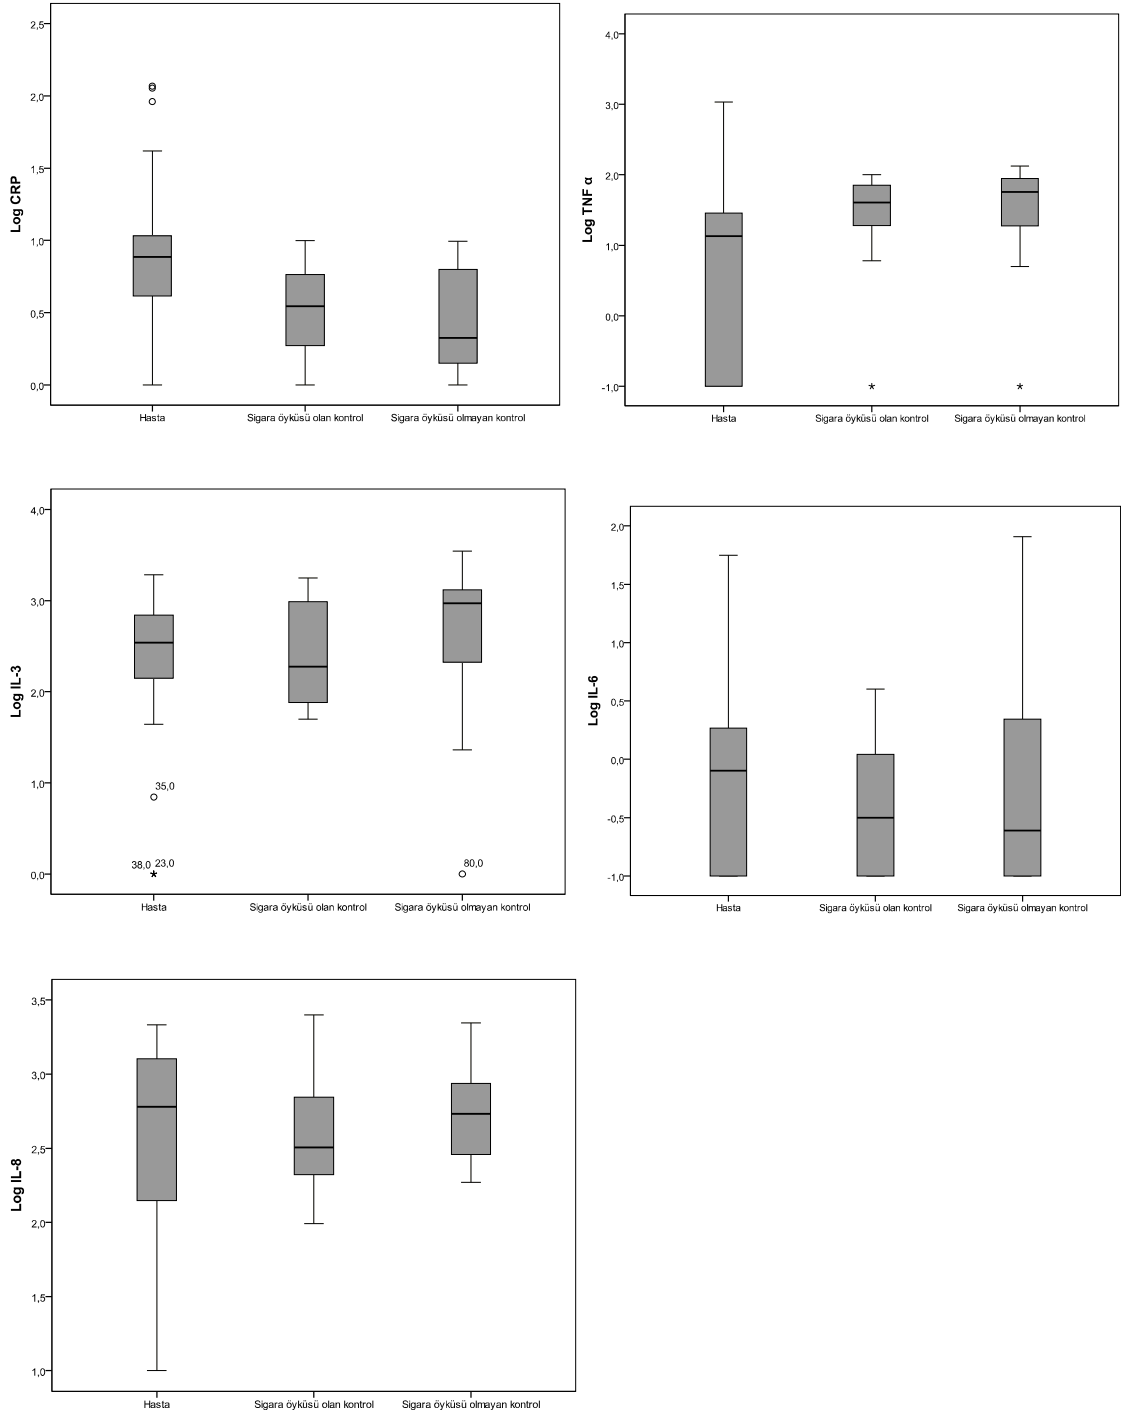 2,5
2,0
1,5
1,0
0,5
0,0
Log CRP
Hasta
Sigara öyküsü olan kontrol
Sigara öyküsü olmayan kontrol
4,0
3,0
2,0
1,0
0,0
-1,0
Log TNF α
Hasta
Sigara öyküsü olan kontrol
Sigara öyküsü olmayan kontrol
4,0
3,0
2,0
1,0
0,0
Log IL-3
35,0
38,0 23,0
80,0
Hasta
Sigara öyküsü olan kontrol
Sigara öyküsü olmayan kontrol
2,0
1,5
1,0
0,5
0,0
-0,5
-1,0
Log IL-6
Hasta
Sigara öyküsü olan kontrol
Sigara öyküsü olmayan kontrol
3,5
3,0
2,5
2,0
1,5
1,0
Log IL-8
Hasta
Sigara öyküsü olan kontrol
Sigara öyküsü olmayan kontrol